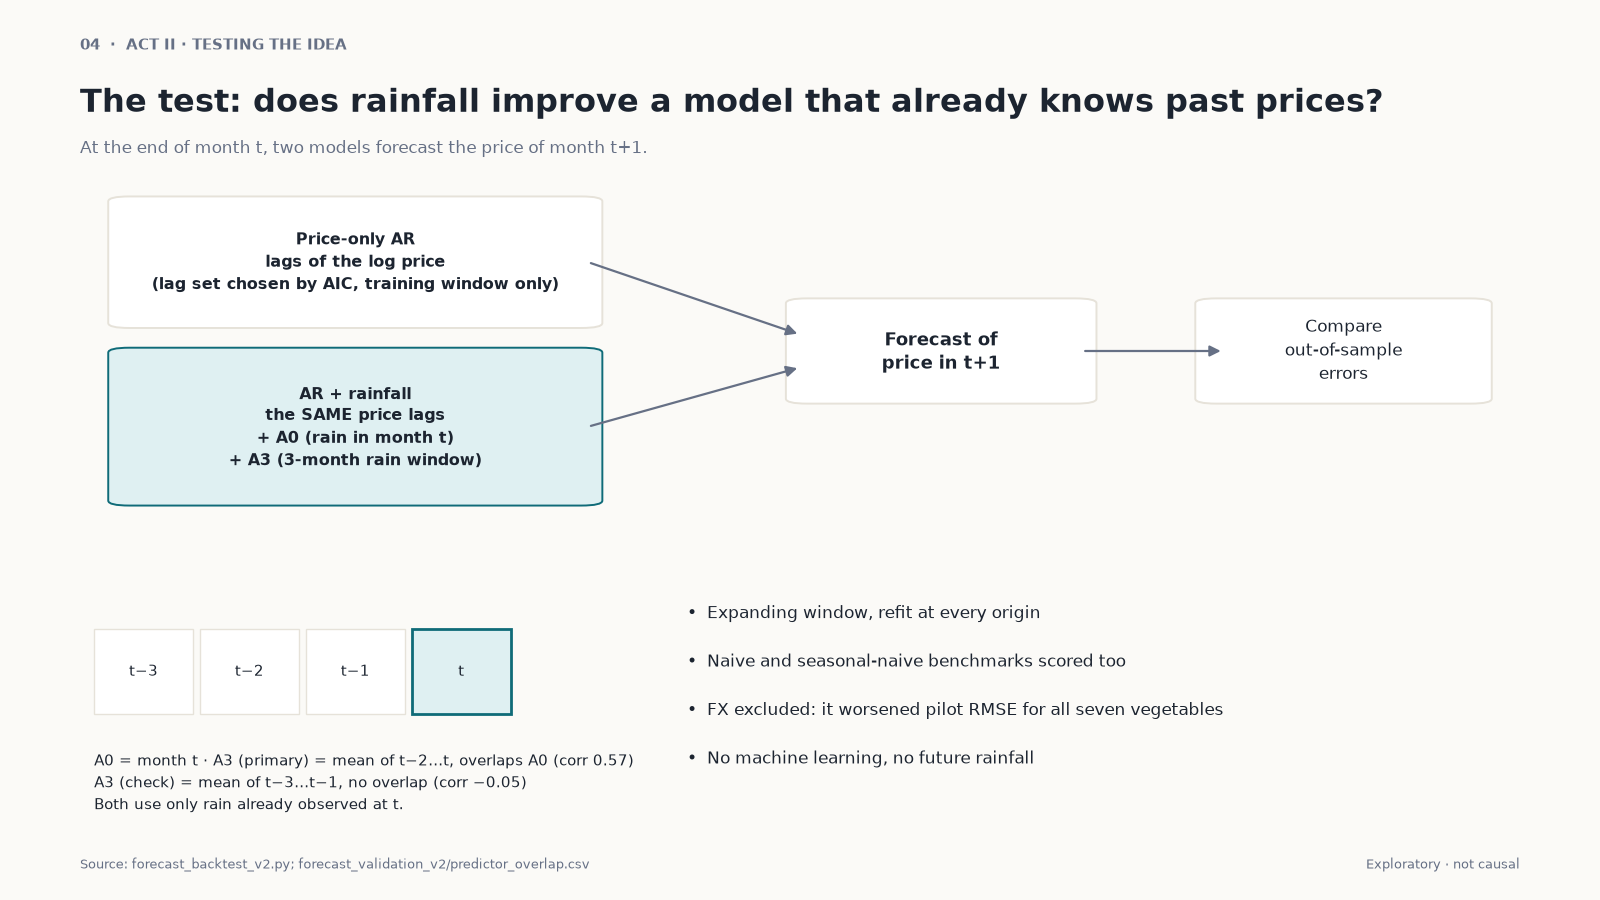 04 · ACT II · TESTING THE IDEA
The test: does rainfall improve a model that already knows past prices?
At the end of month t, two models forecast the price of month t+1.
Price-only AR
lags of the log price
(lag set chosen by AIC, training window only)
AR + rainfall
the SAME price lags
+ A0 (rain in month t)
+ A3 (3-month rain window)
Forecast of
price in t+1
Compare
out-of-sample
errors
t−3
t−2
t−1
t
A0 = month t · A3 (primary) = mean of t−2…t, overlaps A0 (corr 0.57)
A3 (check) = mean of t−3…t−1, no overlap (corr −0.05)
Both use only rain already observed at t.
• Expanding window, refit at every origin
• Naive and seasonal-naive benchmarks scored too
• FX excluded: it worsened pilot RMSE for all seven vegetables
• No machine learning, no future rainfall
Source: forecast_backtest_v2.py; forecast_validation_v2/predictor_overlap.csv
Exploratory · not causal